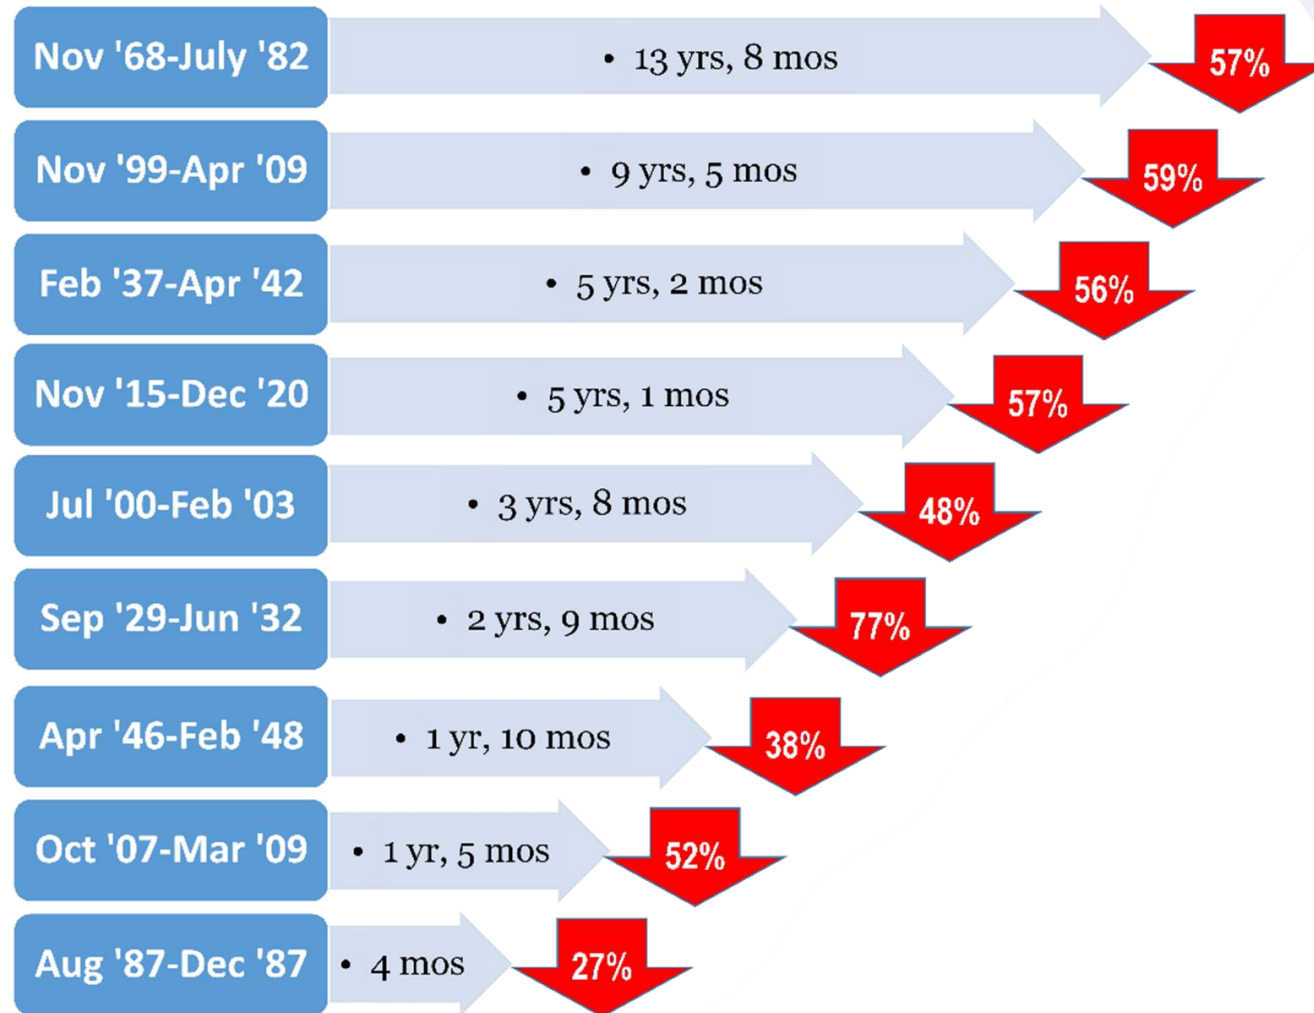 Nov '68-July '82 • 13 yrs, 8 mos 57%
Nov '99-Apr '09 • 9 yrs, 5 mos 59%
Feb '37-Apr '42 • 5 yrs, 2 mos 56%
Nov '15-Dec '20 • 5 yrs, 1 mos 57%
Jul '00-Feb '03 • 3 yrs, 8 mos 48%
Sep '29-Jun '32 • 2 yrs, 9 mos 77%
Apr '46-Feb '48 • 1 yr, 10 mos 38%
Oct '07-Mar '09 • 1 yr, 5 mos 52%
Aug '87-Dec '87 • 4 mos 27%